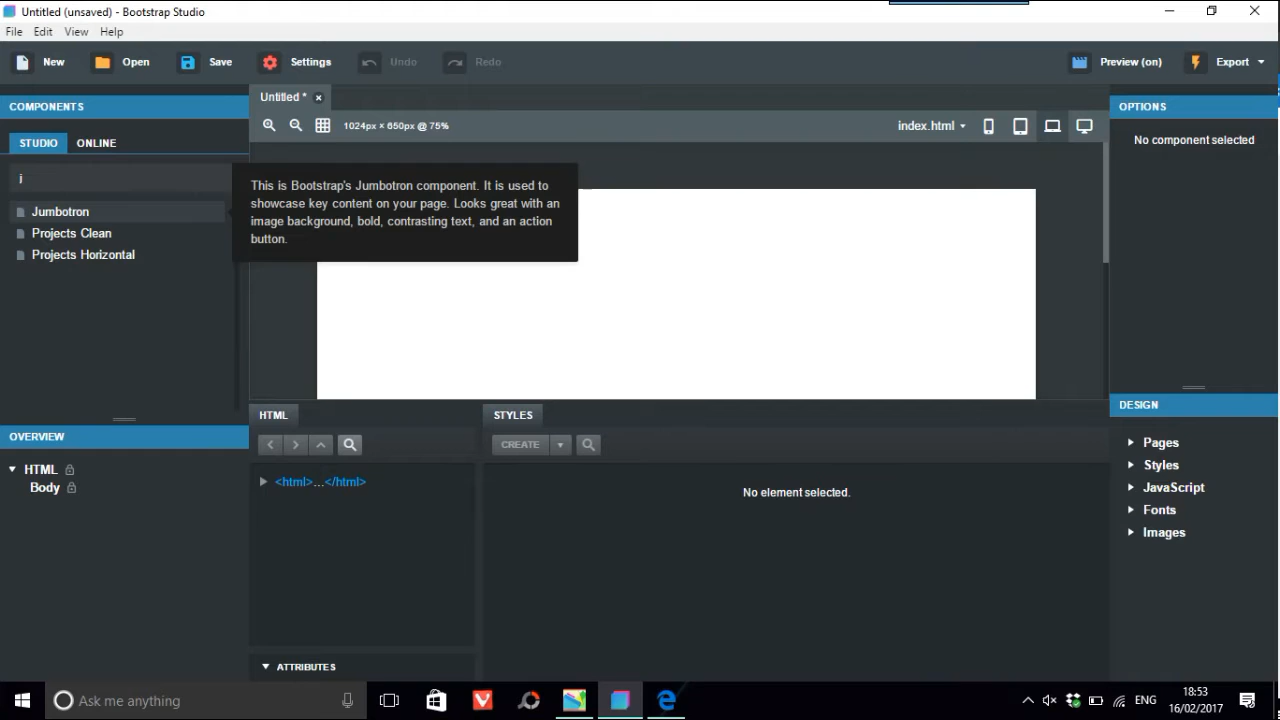 Untitled (unsaved) - Bootstrap Studio
File Edit View Help
New Open Save Settings Undo Redo Preview (on) Export
COMPONENTS
Untitled *
OPTIONS
STUDIO ONLINE
1024px × 650px @ 75%
index.html
No component selected
j
Jumbotron
Projects Clean
Projects Horizontal
This is Bootstrap's Jumbotron component. It is used to
showcase key content on your page. Looks great with an
image background, bold, contrasting text, and an action
button.
OVERVIEW
HTML
Body
HTML
<html>...</html>
ATTRIBUTES
STYLES
CREATE
No element selected.
DESIGN
Pages
Styles
JavaScript
Fonts
Images
Ask me anything
ENG
18:53
16/02/2017